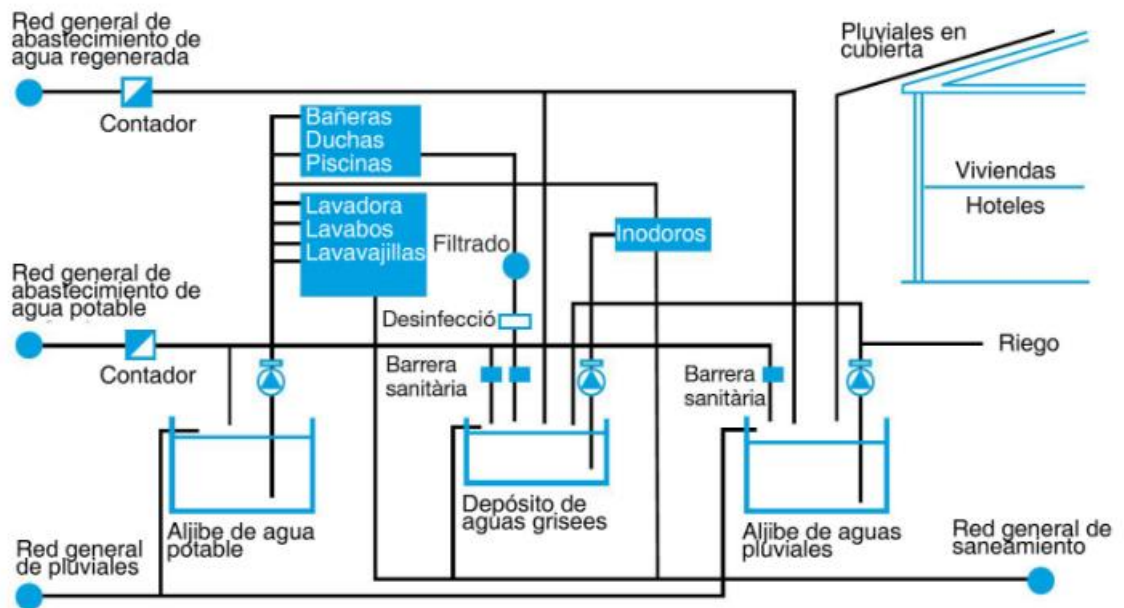 Red general de
abastecimiento de
agua regenerada
Contador
Pluviales en
cubierta
Bañeras
Duchas
Piscinas
Viviendas
Hoteles
Lavadora
Lavabos
Lavavajillas
Filtrado
Inodoros
Red general de
abastecimiento de
agua potable
Contador
Desinfecció
Barrera
sanitària
Barrera
sanitària
Riego
Aljibe de agua
potable
Depósito de
aguas grisees
Aljibe de aguas
pluviales
Red general
de pluviales
Red general de
saneamiento